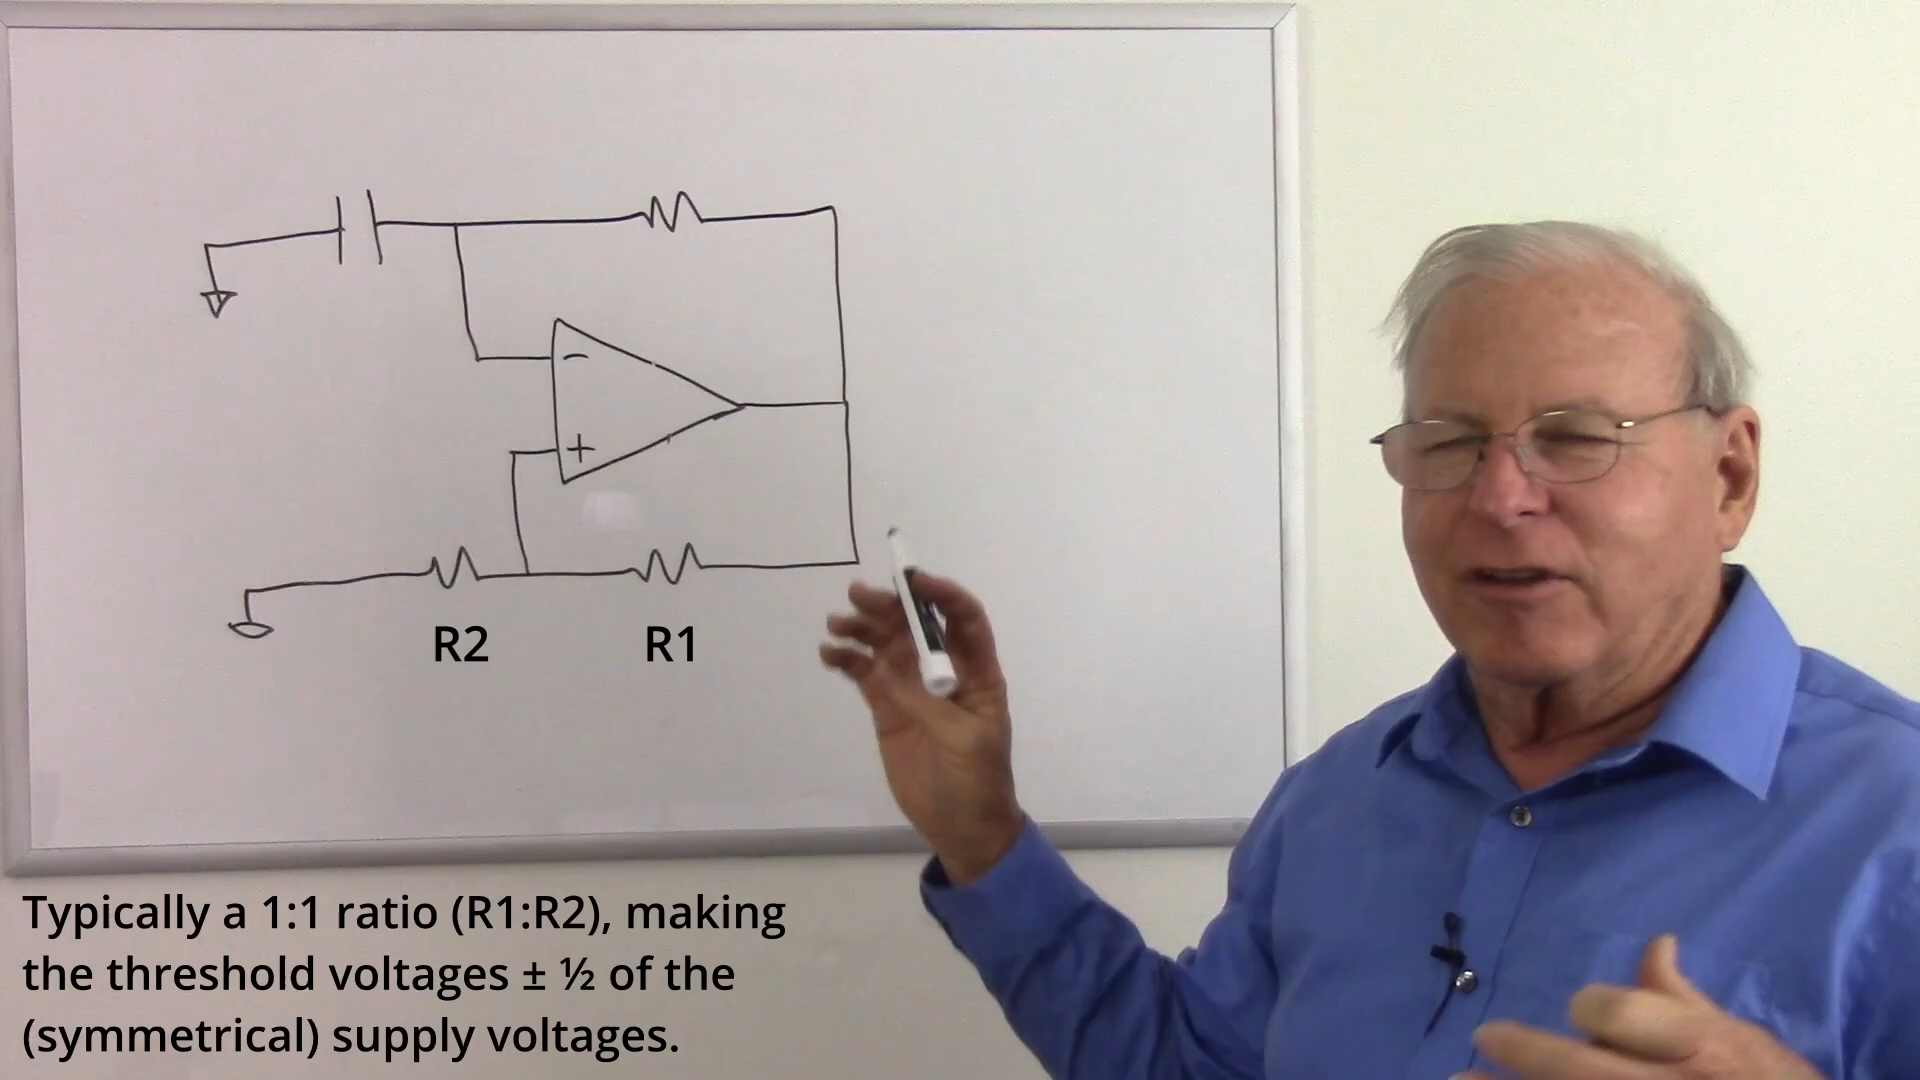 −
+
R2 R1
Typically a 1:1 ratio (R1:R2), making
the threshold voltages ± ½ of the
(symmetrical) supply voltages.